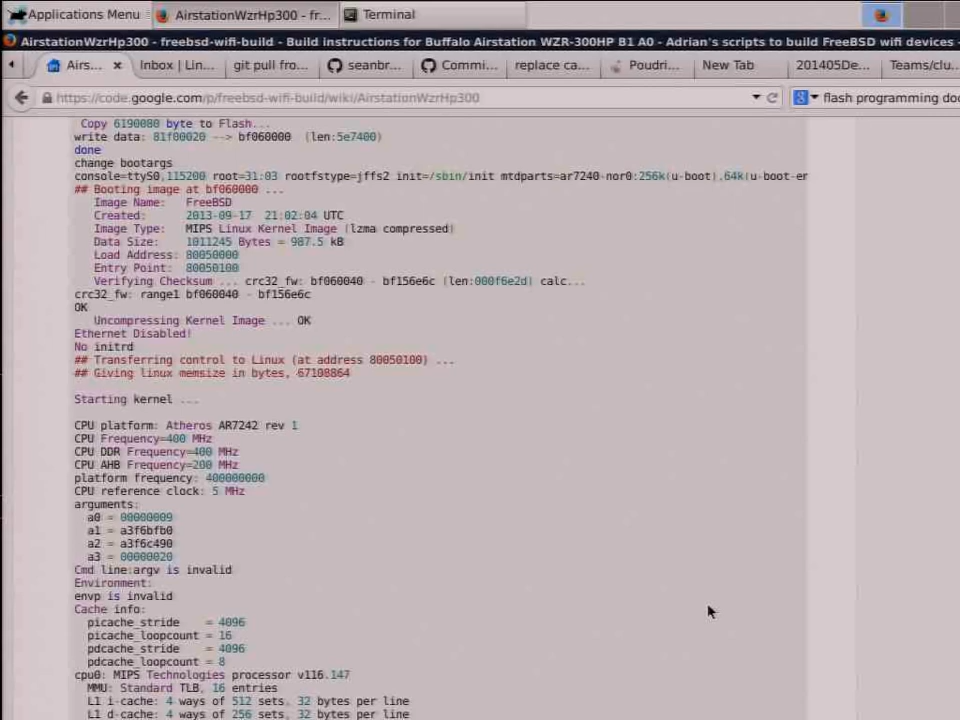 Applications Menu
AirstationWzrHp300 - fr...
Terminal
AirstationWzrHp300 - freebsd-wifi-build - Build instructions for Buffalo Airstation WZR-300HP B1 A0 - Adrian's scripts to build FreeBSD wifi devices -
Airs...
Inbox | Lin...
git pull fro...
seanbr...
Commi...
replace ca...
Poudri...
New Tab
201405De...
Teams/clu...
https://code.google.com/p/freebsd-wifi-build/wiki/AirstationWzrHp300
flash programming doc
Copy 6190080 byte to Flash...
write data: 81f00020 --> bf060000 (len:5e7400)
done
change bootargs
console=ttyS0,115200 root=31:03 rootfstype=jffs2 init=/sbin/init mtdparts=ar7240-nor0:256k(u-boot),64k(u-boot-en
## Booting image at bf060000 ...
Image Name: FreeBSD
Created: 2013-09-17 21:02:04 UTC
Image Type: MIPS Linux Kernel Image (lzma compressed)
Data Size: 1011245 Bytes = 987.5 kB
Load Address: 80050000
Entry Point: 80050100
Verifying Checksum ... crc32_fw: bf060040 - bf156e6c (len:000f6e2d) calc...
crc32_fw: range1 bf060040 - bf156e6c
OK
Uncompressing Kernel Image ... OK
Ethernet Disabled!
No initrd
## Transferring control to Linux (at address 80050100) ...
## Giving linux memsize in bytes, 67108864
Starting kernel ...
CPU platform: Atheros AR7242 rev 1
CPU Frequency=400 MHz
CPU DDR Frequency=400 MHz
CPU AHB Frequency=200 MHz
platform frequency: 400000000
CPU reference clock: 5 MHz
arguments:
a0 = 00000009
a1 = a3f6bfb0
a2 = a3f6c490
a3 = 00000020
Cmd line:argv is invalid
Environment:
envp is invalid
Cache info:
picache_stride = 4096
picache_loopcount = 16
pdcache_stride = 4096
pdcache_loopcount = 8
cpu0: MIPS Technologies processor v116.147
MMU: Standard TLB, 16 entries
L1 i-cache: 4 ways of 512 sets, 32 bytes per line
L1 d-cache: 4 ways of 256 sets, 32 bytes per line